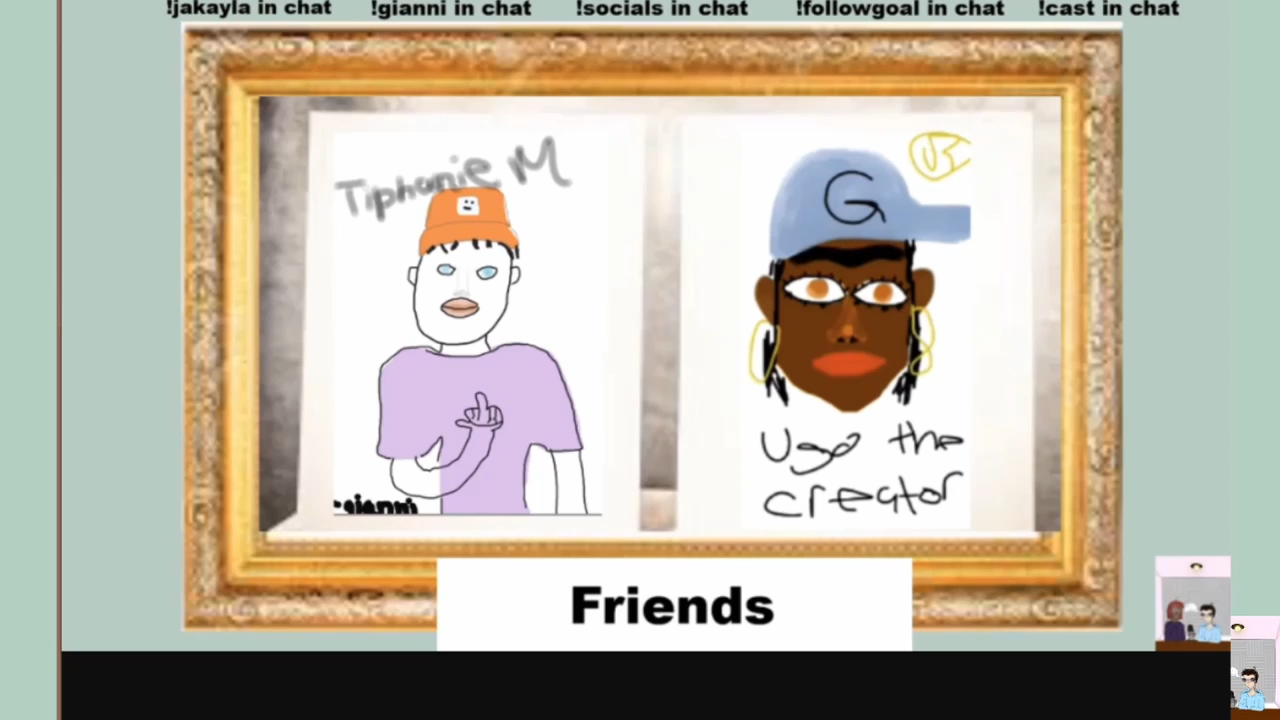 !jakayla in chat !gianni in chat !socials in chat !followgoal in chat !cast in chat
Tiphanie M
G
-gianni
Ugo the
creator
Friends